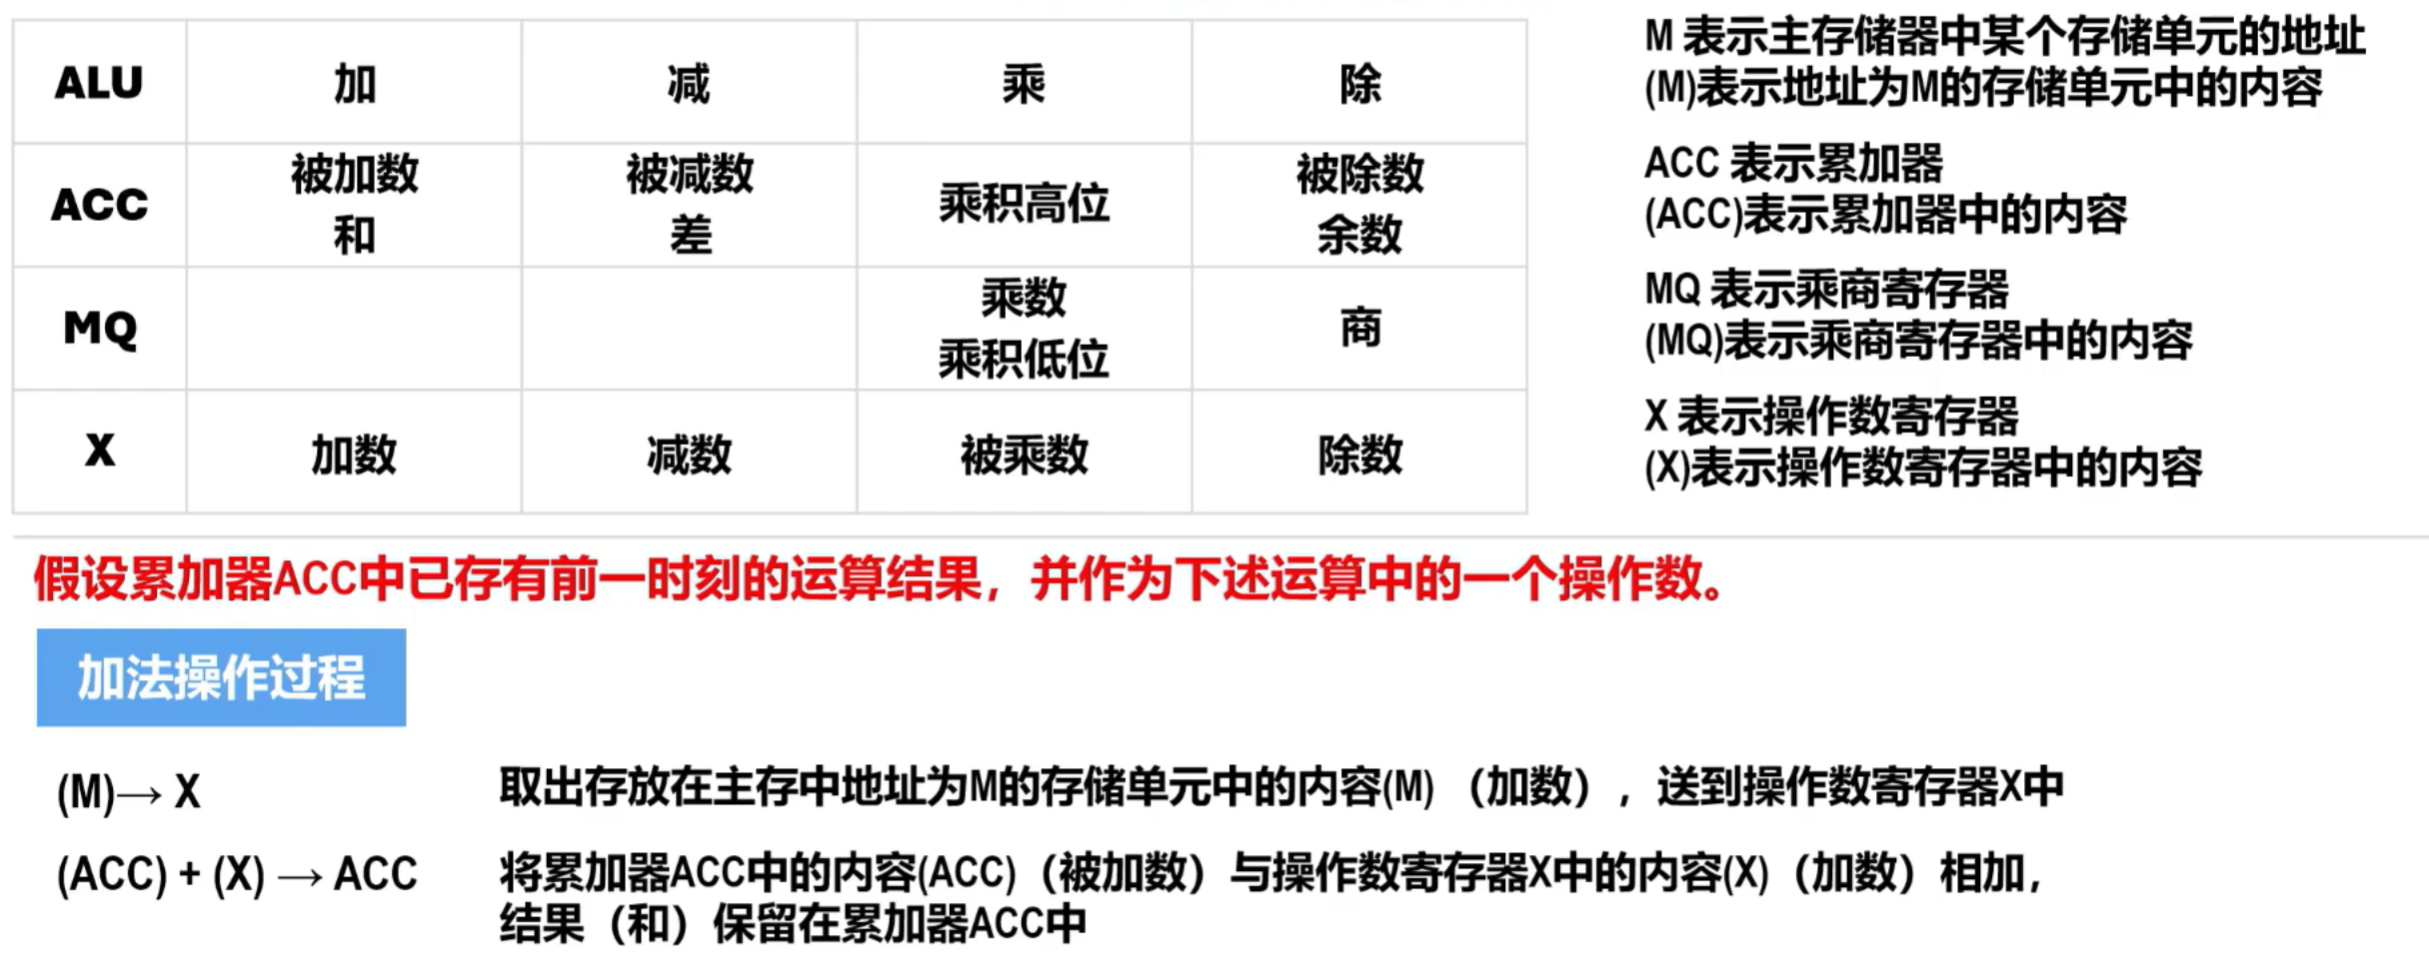 ALU 加 减 乘 除
ACC 被加数 和 被减数 差 乘积高位 被除数 余数
MQ 乘数 乘积低位 商
X 加数 减数 被乘数 除数
M 表示主存储器中某个存储单元的地址
(M)表示地址为M的存储单元中的内容
ACC 表示累加器
(ACC)表示累加器中的内容
MQ 表示乘商寄存器
(MQ)表示乘商寄存器中的内容
X 表示操作数寄存器
(X)表示操作数寄存器中的内容
假设累加器ACC中已存有前一时刻的运算结果，并作为下述运算中的一个操作数。
加法操作过程
(M)→ X 取出存放在主存中地址为M的存储单元中的内容(M) （加数），送到操作数寄存器X中
(ACC) + (X) → ACC 将累加器ACC中的内容(ACC)（被加数）与操作数寄存器X中的内容(X)（加数）相加，
结果（和）保留在累加器ACC中